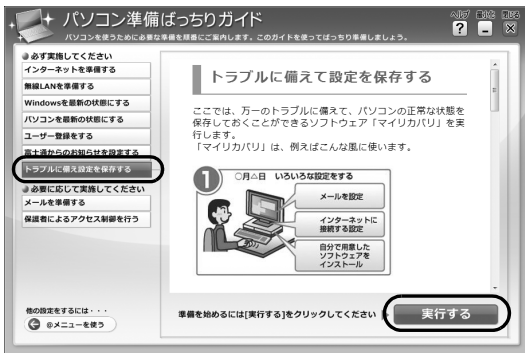 パソコン準備ばっちりガイド
パソコンを使うために必要な準備を順番にご案内します。このガイドを使ってばっちり準備しましょう。
ヘルプ 最小化 閉じる
? - ×
必ず実施してください
インターネットを準備する
無線LANを準備する
Windowsを最新の状態にする
パソコンを最新の状態にする
ユーザー登録をする
富士通からのお知らせを設定する
トラブルに備え設定を保存する
必要に応じて実施してください
メールを準備する
保護者によるアクセス制御を行う
他の設定をするには・・・
@メニューを使う
トラブルに備えて設定を保存する
ここでは、万一のトラブルに備えて、パソコンの正常な状態を
保存しておくことができるソフトウェア「マイリカバリ」を実
行します。
「マイリカバリ」は、例えばこんな風に使います。
1 ○月△日 いろいろな設定をする
メールを設定
インターネットに
接続する設定
自分で用意した
ソフトウェアを
インストール
準備を始めるには[実行する]をクリックしてください
実行する